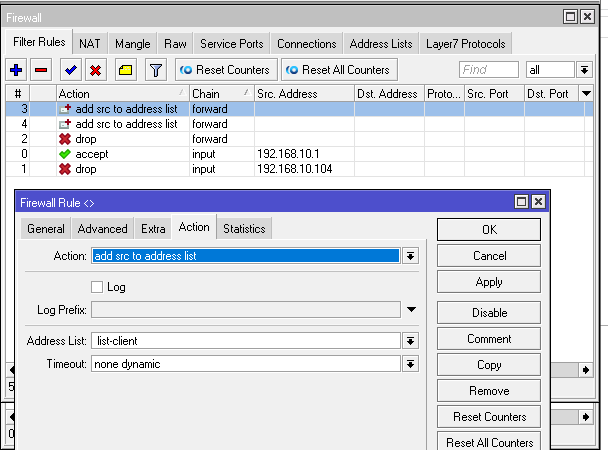 Firewall
Filter Rules NAT Mangle Raw Service Ports Connections Address Lists Layer7 Protocols
Reset Counters Reset All Counters Find all
# Action Chain Src. Address Dst. Address Proto... Src. Port Dst. Port
3 add src to address list forward
4 add src to address list forward
2 drop forward
0 accept input 192.168.10.1
1 drop input 192.168.10.104
Firewall Rule <>
General Advanced Extra Action Statistics
OK
Action: add src to address list
Cancel
Log
Apply
Log Prefix:
Disable
Address List: list-client
Comment
Timeout: none dynamic
Copy
5
Remove
Reset Counters
0
Reset All Counters